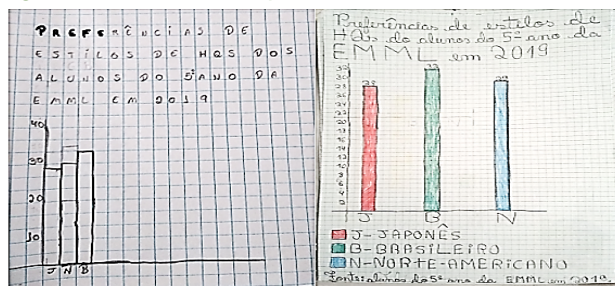 PREFERÊNCIAS DE
ESTILOS DE HQS DOS
ALUNOS DO 5º ANO DA
EMML EM 2019
40
30
20
10
J N B
Preferências de estilos de
HQs do alunos do 5º ano da
EMML em 2019
J B N
J-JAPONÊS
B-BRASILEIRO
N-NORTE-AMERICANO
Fonte: alunos do 5º ano da EMML em 2019.